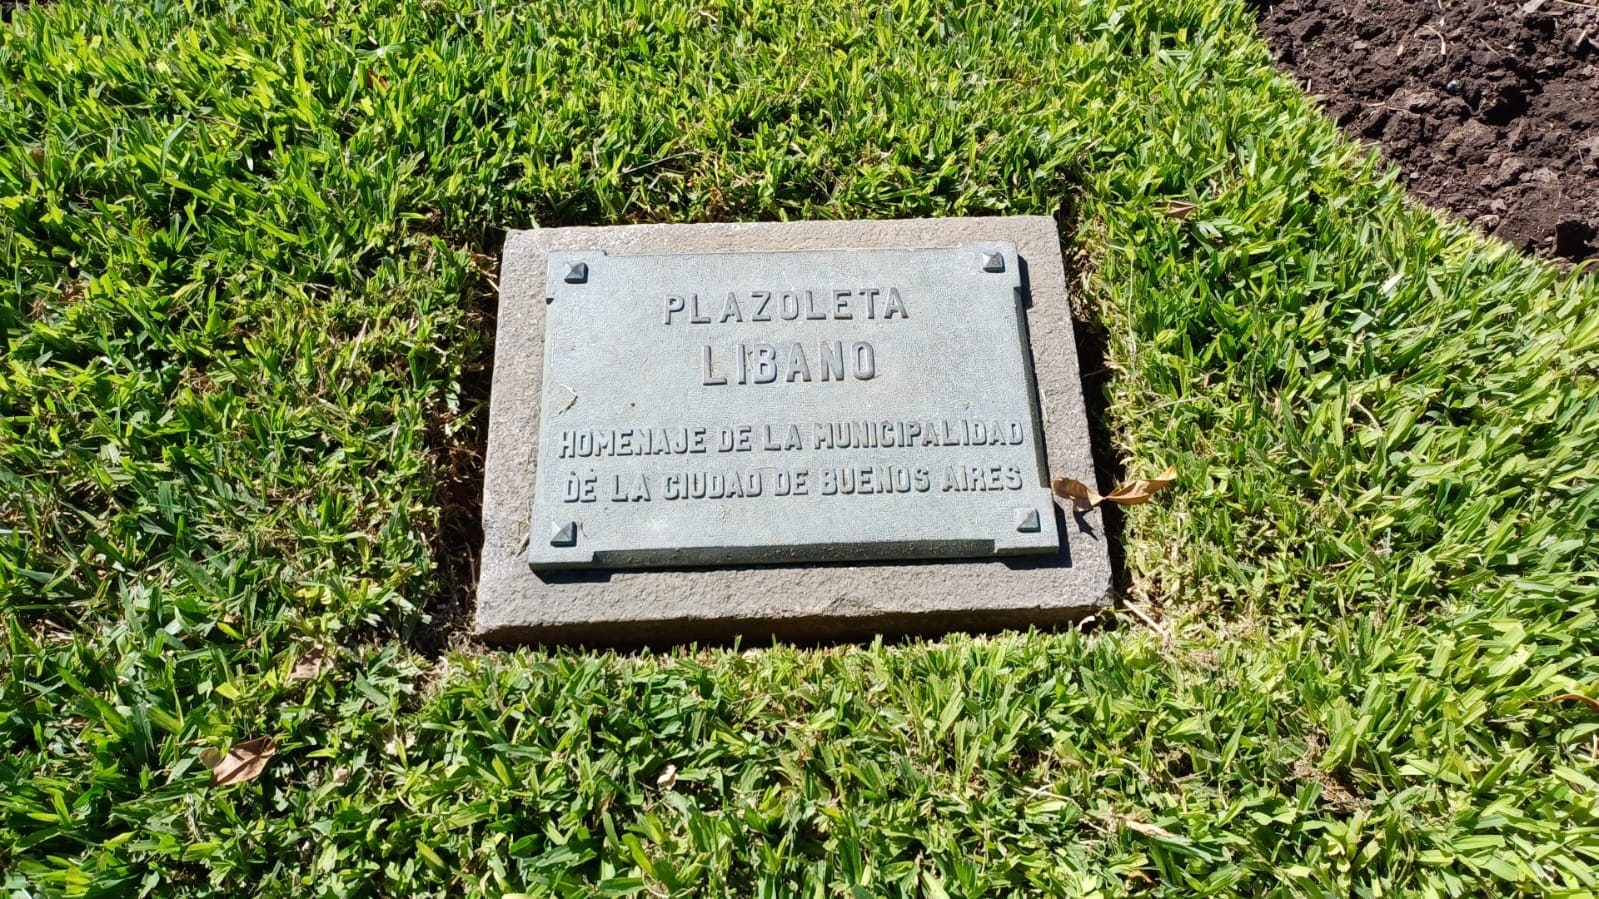 PLAZOLETA
LIBANO
HOMENAJE DE LA MUNICIPALIDAD
DE LA CIUDAD DE BUENOS AIRES